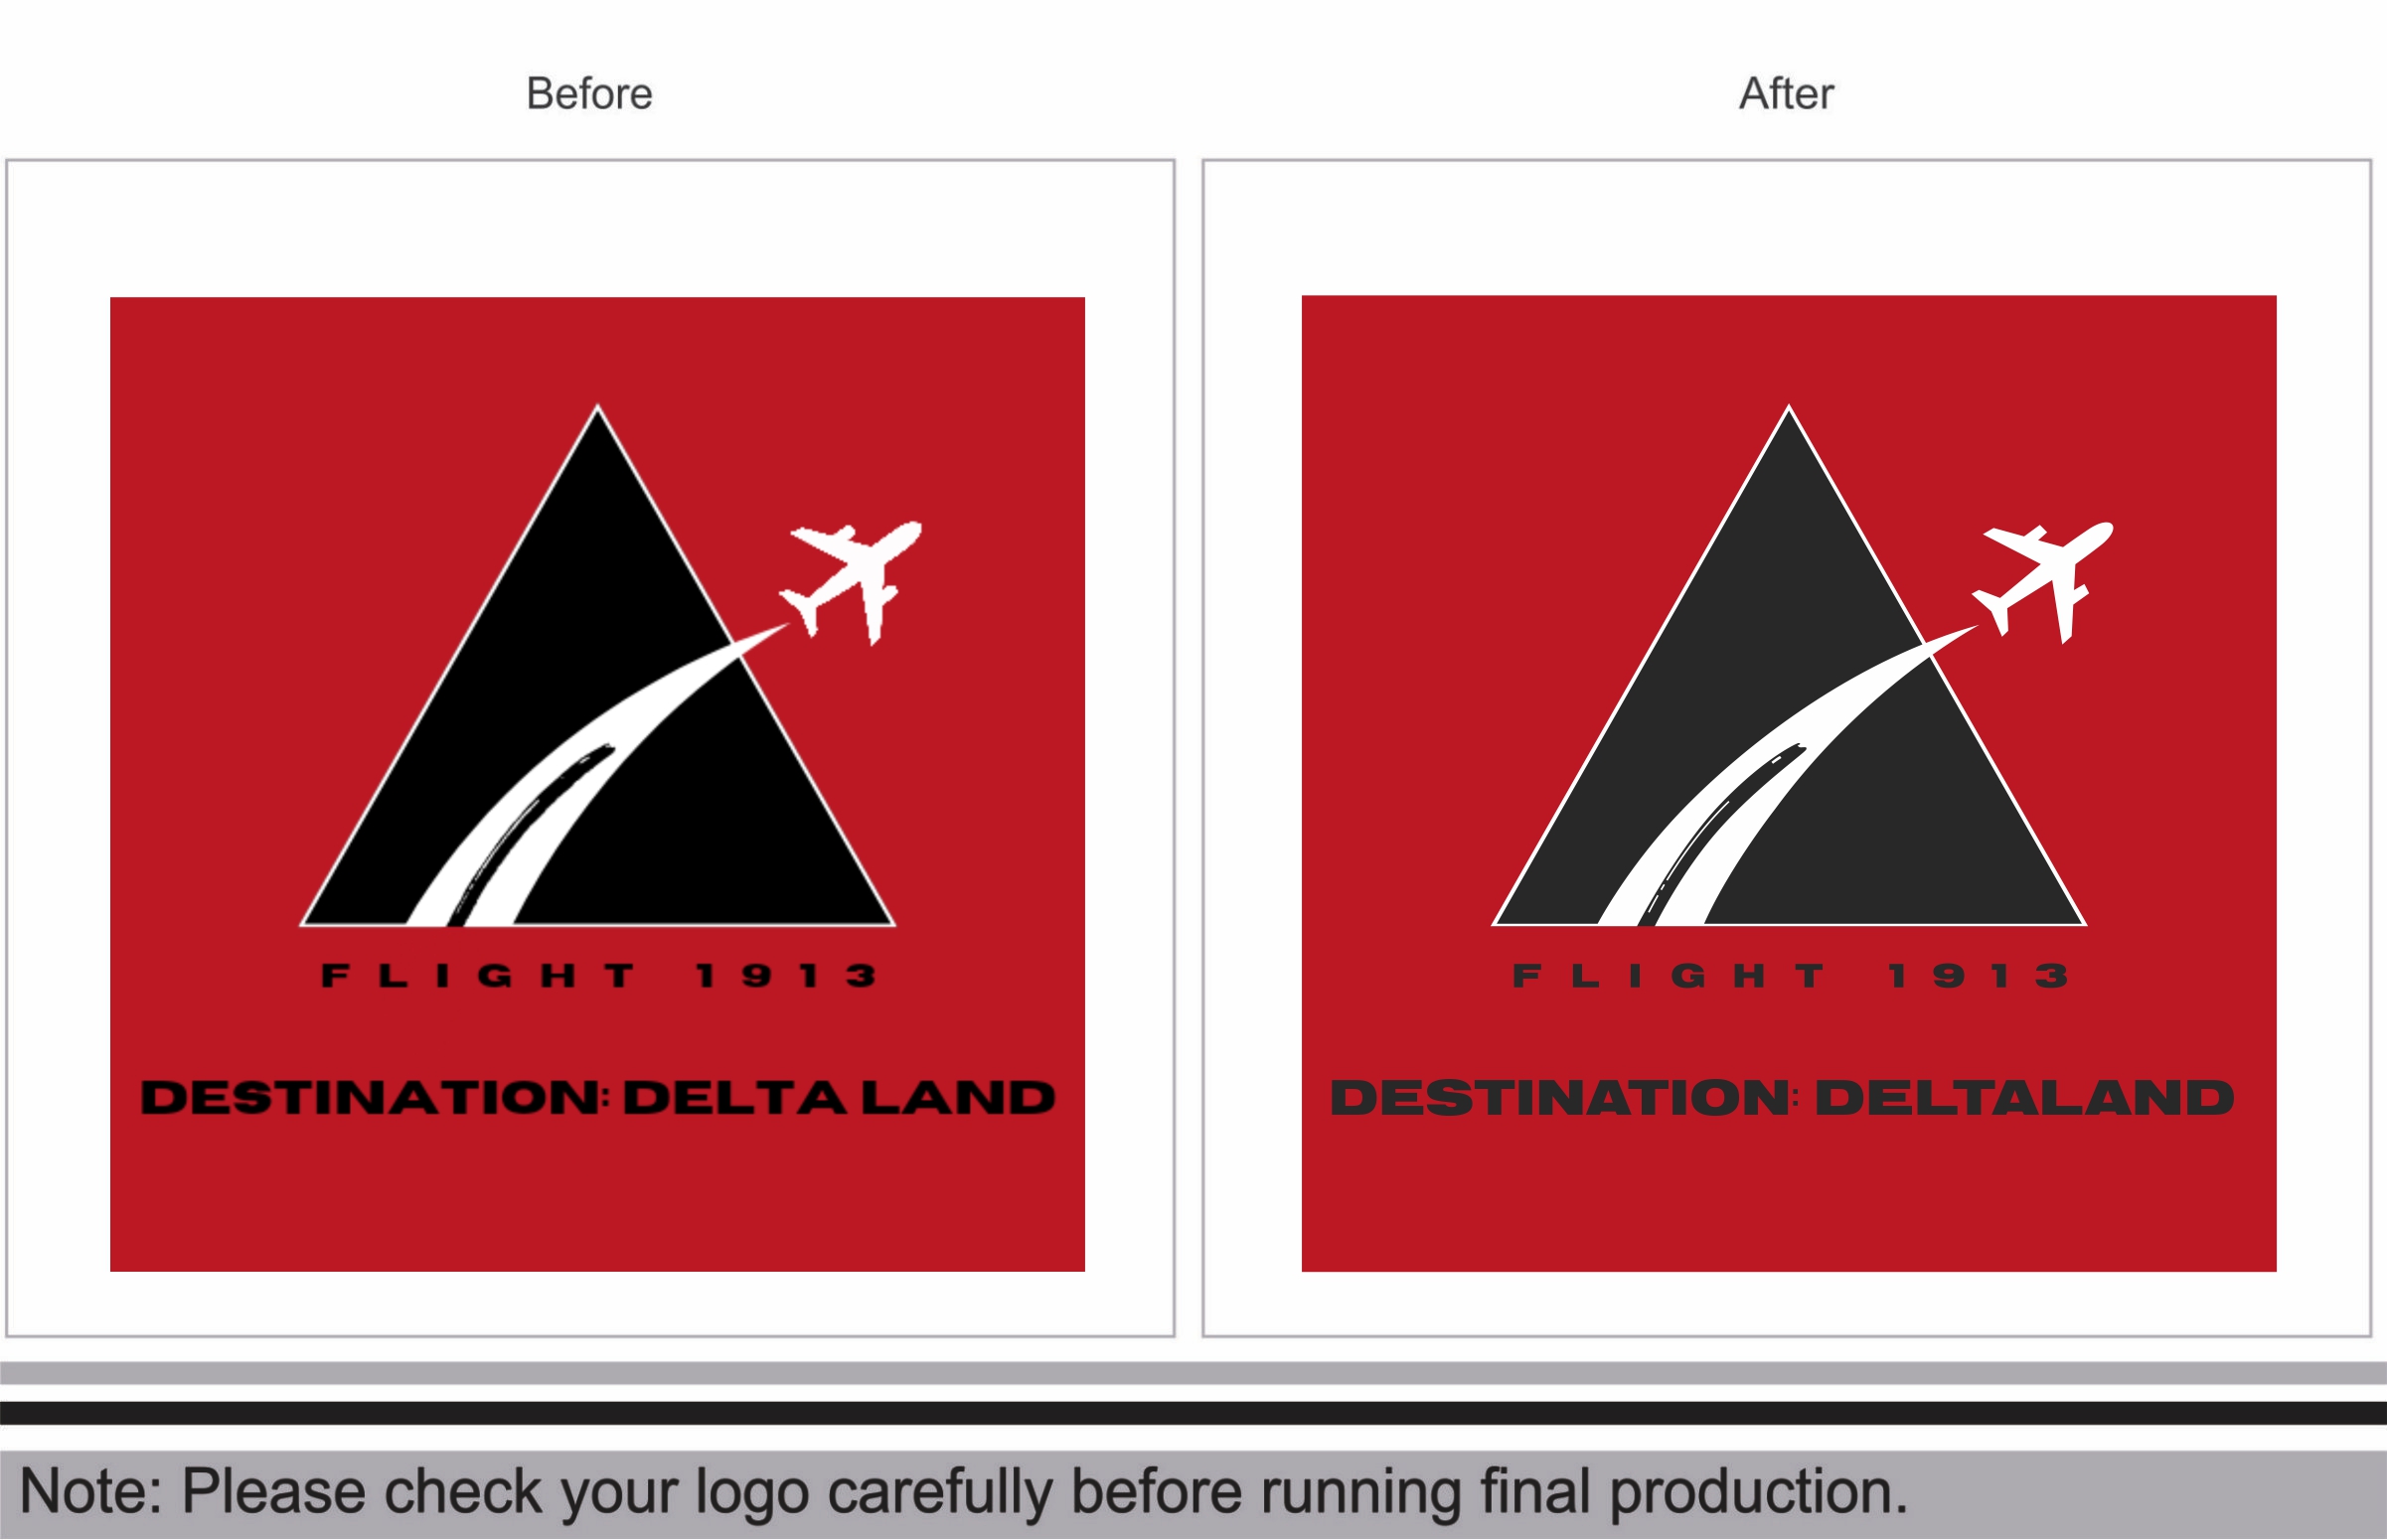 Before
After
FLIGHT 1913
DESTINATION: DELTA LAND
FLIGHT 1913
DESTINATION: DELTALAND
Note: Please check your logo carefully before running final production.